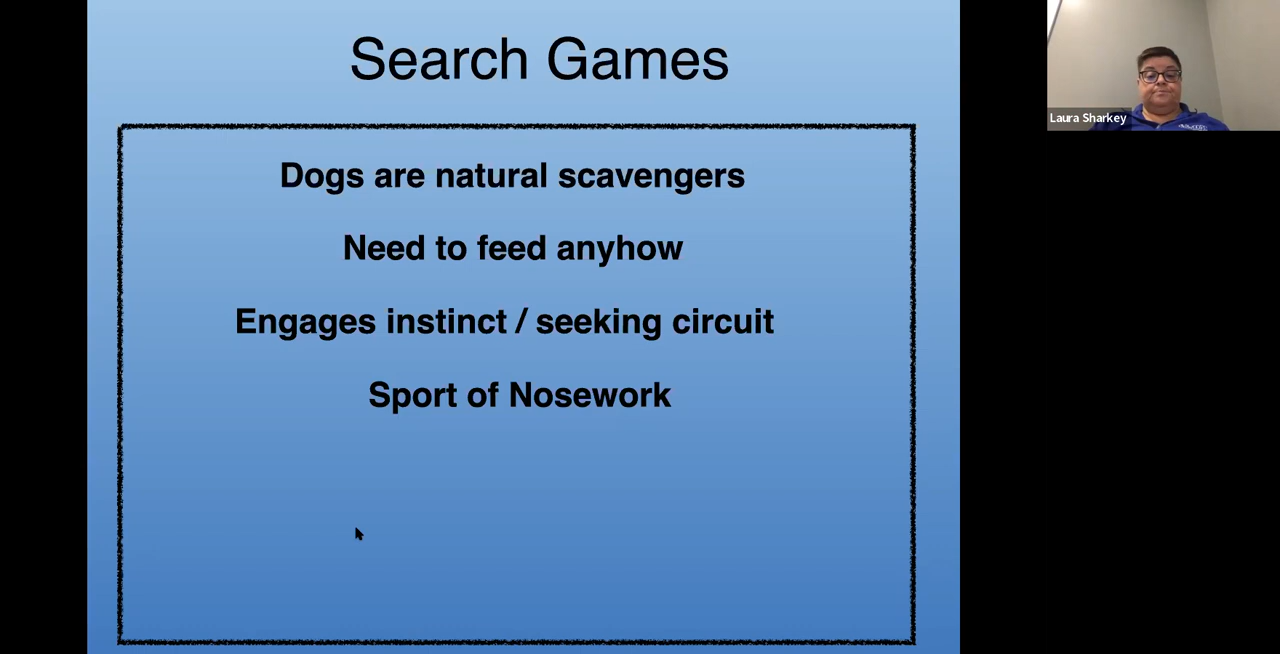 Search Games
Laura Sharkey
Dogs are natural scavengers
Need to feed anyhow
Engages instinct / seeking circuit
Sport of Nosework